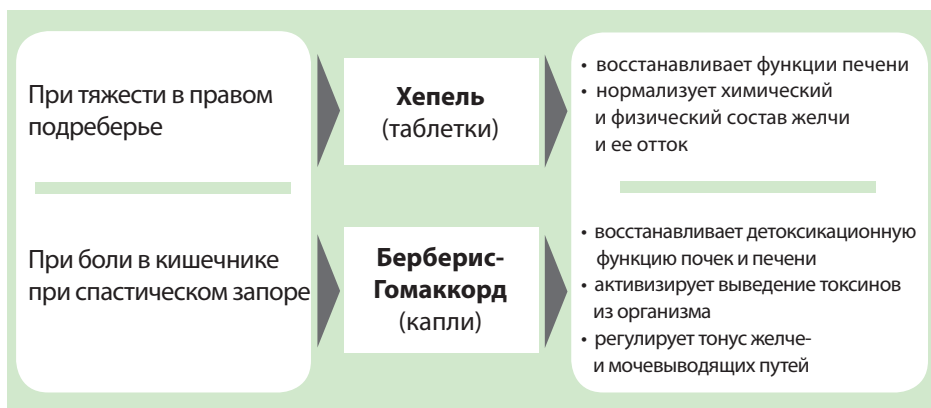 При тяжести в правом
подреберье
Хепель
(таблетки)
• восстанавливает функции печени
• нормализует химический
и физический состав желчи
и ее отток
При боли в кишечнике
при спастическом запоре
Берберис-
Гомаккорд
(капли)
• восстанавливает детоксикационную
функцию почек и печени
• активизирует выведение токсинов
из организма
• регулирует тонус желче-
и мочевыводящих путей